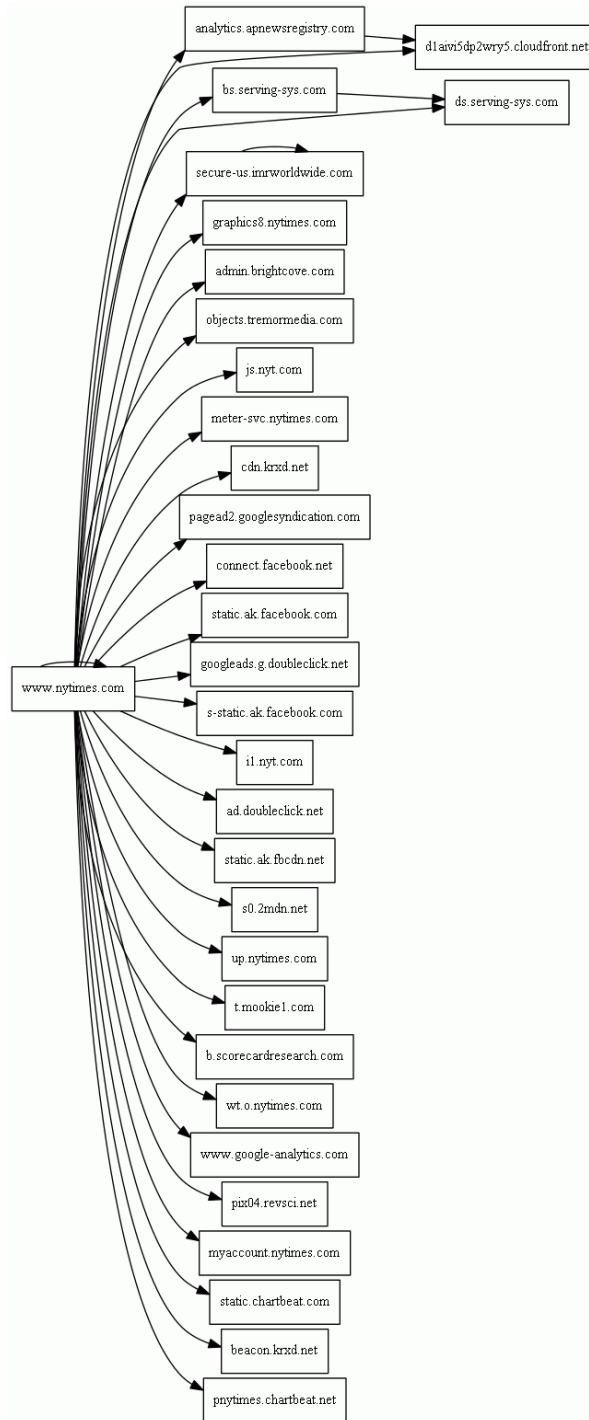 analytics.apnewsregistry.com
d1aivi5dp2wry5.cloudfront.net
bs.serving-sys.com
ds.serving-sys.com
secure-us.imrworldwide.com
graphics8.nytimes.com
admin.brightcove.com
objects.tremormedia.com
js.nyt.com
meter-svc.nytimes.com
cdn.krxd.net
pagead2.googlesyndication.com
connect.facebook.net
static.ak.facebook.com
googleads.g.doubleclick.net
www.nytimes.com
s-static.ak.facebook.com
i1.nyt.com
ad.doubleclick.net
static.ak.fbcdn.net
s0.2mdn.net
up.nytimes.com
t.mookie1.com
b.scorecardresearch.com
wt.o.nytimes.com
www.google-analytics.com
pix04.revsci.net
myaccount.nytimes.com
static.chartbeat.com
beacon.krxd.net
pnytimes.chartbeat.net